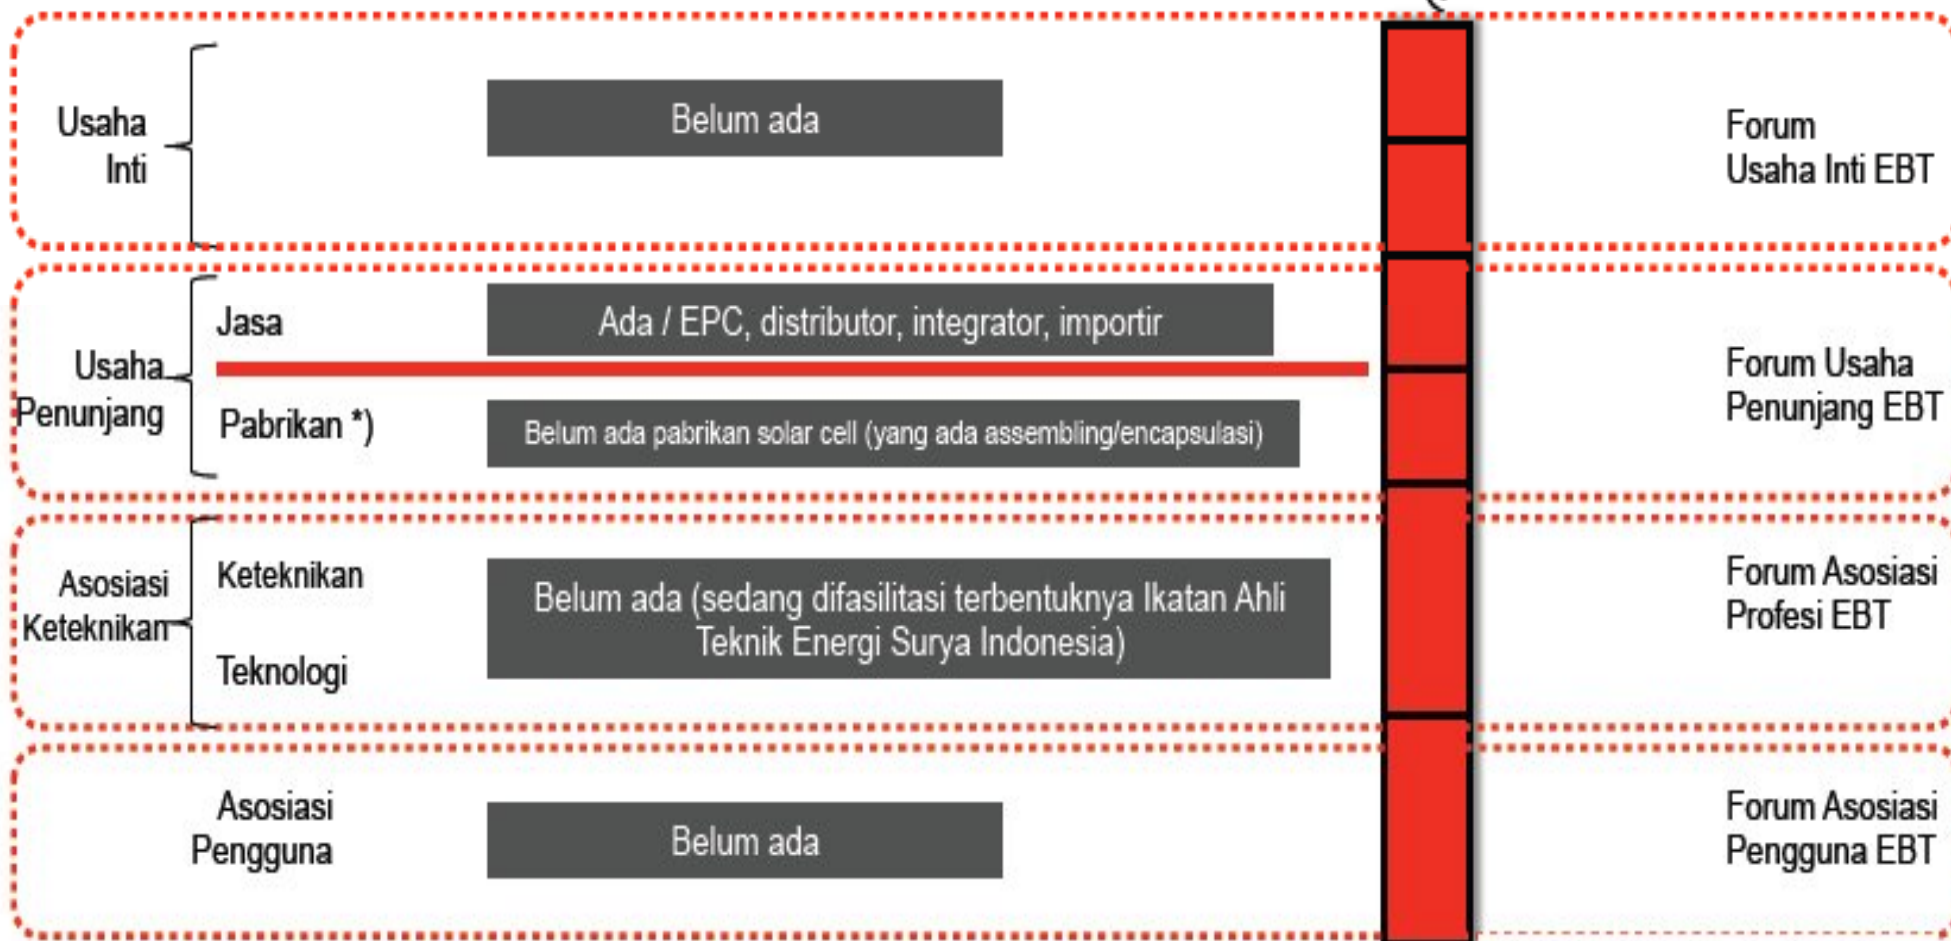 Usaha
Inti
Belum ada
Forum
Usaha Inti EBT
Usaha
Penunjang
Jasa
Ada / EPC, distributor, integrator, importir
Pabrikan *)
Belum ada pabrikan solar cell (yang ada assembling/encapsulasi)
Forum Usaha
Penunjang EBT
Asosiasi
Keteknikan
Keteknikan
Teknologi
Belum ada (sedang difasilitasi terbentuknya Ikatan Ahli
Teknik Energi Surya Indonesia)
Forum Asosiasi
Profesi EBT
Asosiasi
Pengguna
Belum ada
Forum Asosiasi
Pengguna EBT